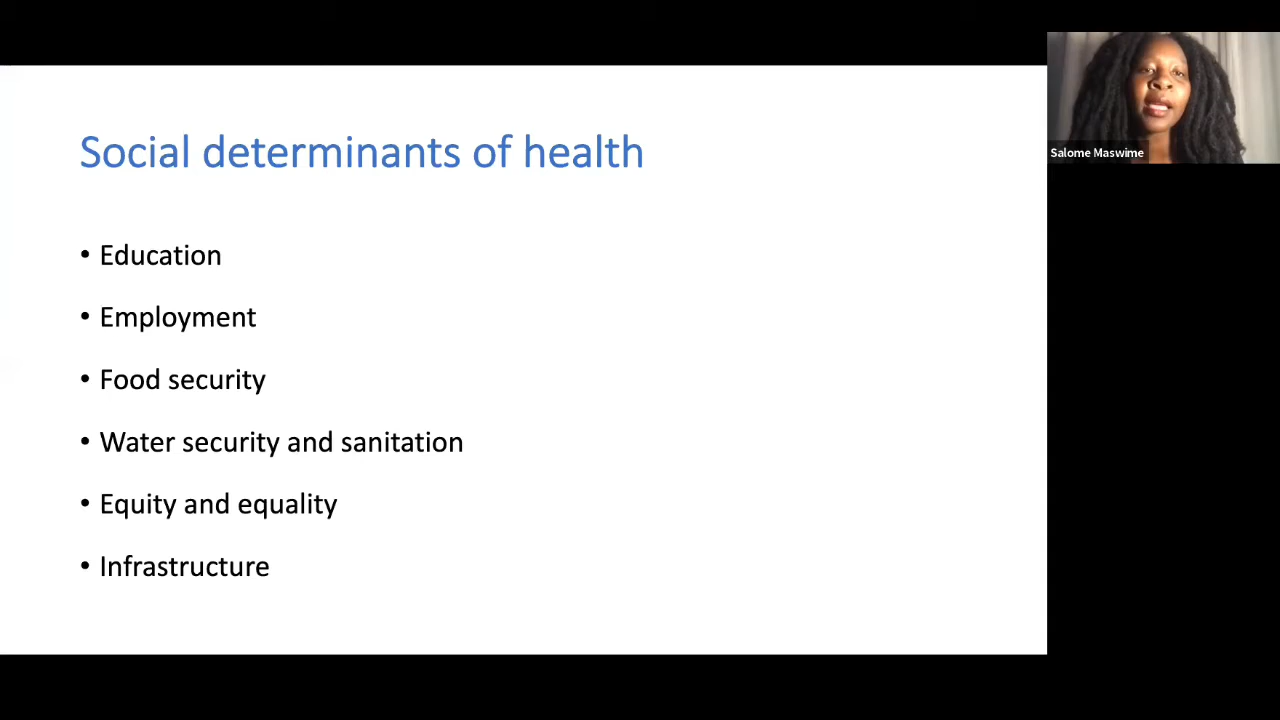 Social determinants of health
• Education
• Employment
• Food security
• Water security and sanitation
• Equity and equality
• Infrastructure
Salome Maswime